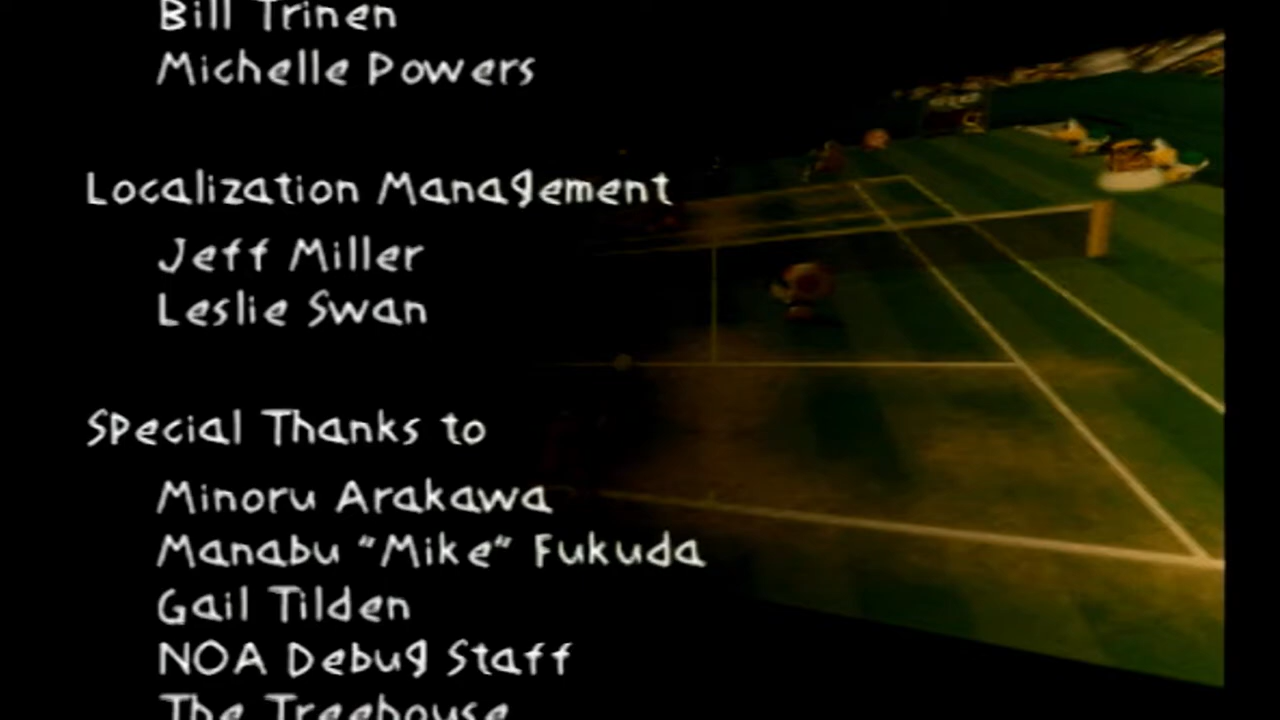 Bill Trinen
Michelle Powers
Localization Management
Jeff Miller
Leslie Swan
Special Thanks to
Minoru Arakawa
Manabu "Mike" Fukuda
Gail Tilden
NOA Debug Staff
The Treehouse